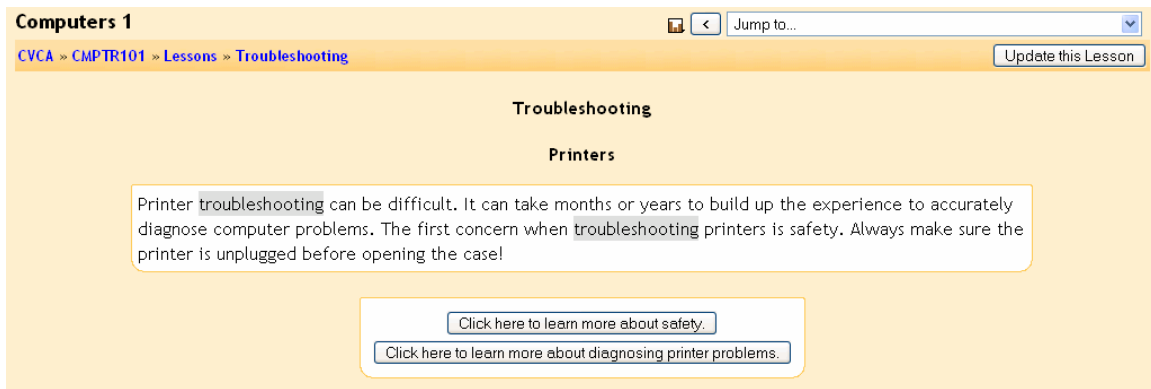 Computers 1
< Jump to...
CVCA » CMPTR101 » Lessons » Troubleshooting
Update this Lesson
Troubleshooting
Printers
Printer troubleshooting can be difficult. It can take months or years to build up the experience to accurately
diagnose computer problems. The first concern when troubleshooting printers is safety. Always make sure the
printer is unplugged before opening the case!
Click here to learn more about safety.
Click here to learn more about diagnosing printer problems.